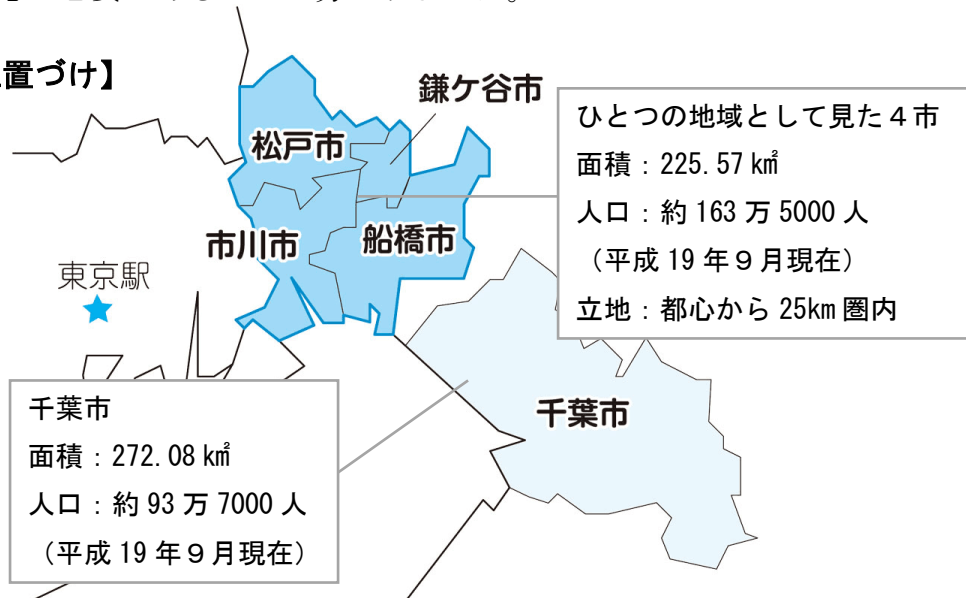 置づけ】
鎌ケ谷市
松戸市
市川市
船橋市
東京駅
ひとつの地域として見た4市
面積：225.57㎢
人口：約163万5000人
（平成19年９月現在）
立地：都心から25km圏内
千葉市
千葉市
面積：272.08㎢
人口：約93万7000人
（平成19年９月現在）